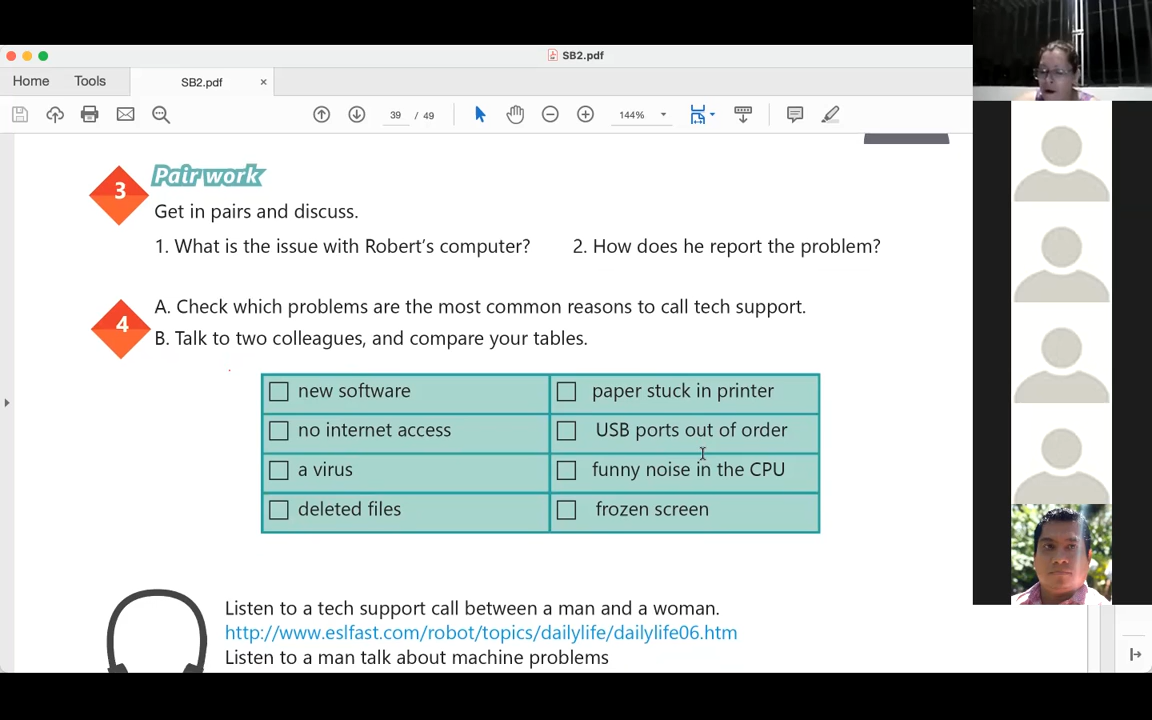 SB2.pdf
Home
Tools
SB2.pdf
×
39 / 49
144%
3
Pair work
Get in pairs and discuss.
1. What is the issue with Robert's computer?
2. How does he report the problem?
4
A. Check which problems are the most common reasons to call tech support.
B. Talk to two colleagues, and compare your tables.
new software
paper stuck in printer
no internet access
USB ports out of order
a virus
funny noise in the CPU
deleted files
frozen screen
Listen to a tech support call between a man and a woman.
http://www.eslfast.com/robot/topics/dailylife/dailylife06.htm
Listen to a man talk about machine problems